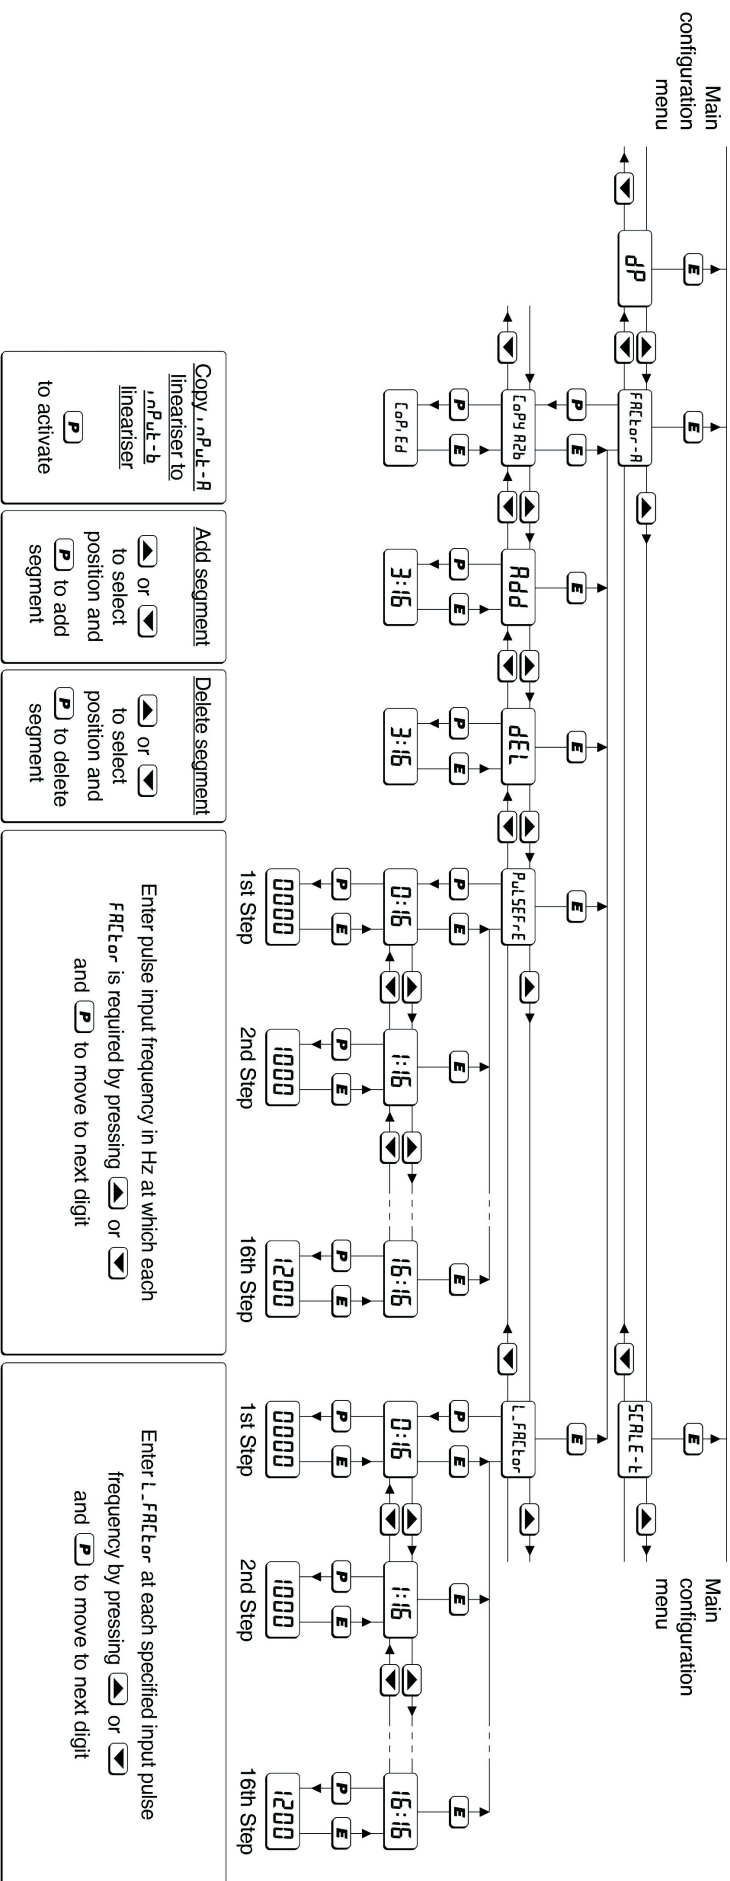 Main
configuration
menu
Main
configuration
menu
E
E
E
dP
FACtor-A
SCALE-t
P
E
E
E
E
E
CoPY A2b
Add
dEL
PuLSEFrE
L_FACtor
P
E
P
E
P
E
P
E
E
E
P
E
E
E
CoPiEd
3:16
3:16
0:16
1:16
16:16
0:16
1:16
16:16
P
E
P
E
P
E
P
E
P
E
P
E
0000
1000
1200
0000
1000
1200
1st Step
2nd Step
16th Step
1st Step
2nd Step
16th Step
Copy inPut-A
lineariser to
inPut-b
lineariser
P
to activate
Add segment
or
to select
position and
P to add
segment
Delete segment
or
to select
position and
P to delete
segment
Enter pulse input frequency in Hz at which each
FACtor is required by pressing or
and P to move to next digit
Enter L_FACtor at each specified input pulse
frequency by pressing or
and P to move to next digit